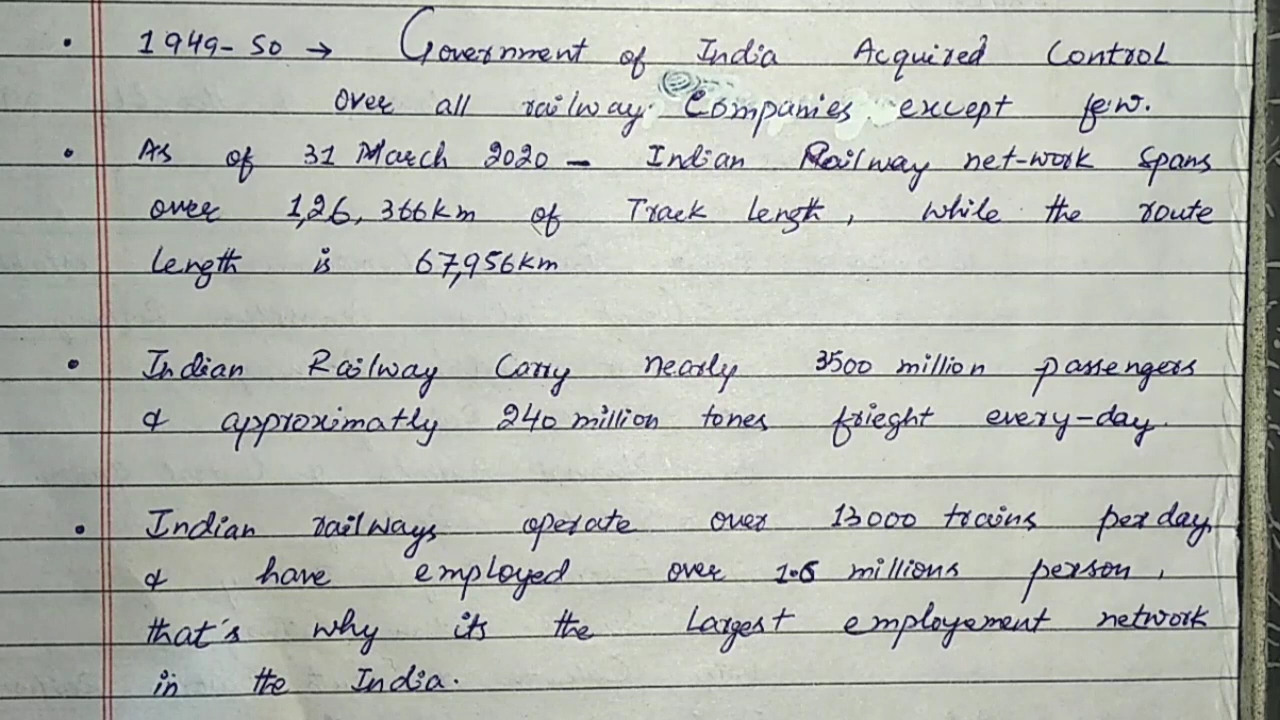 • 1949-50 → Government of India Acquired Control
over all railway Companies except few.
• As of 31 March 2020 - Indian Railway net-work spans
over 1,26,366km of Track length, while the route
length is 67,956km
• Indian Railway Carry nearly 3500 million passengers
& approximatly 240 million tones frieght every-day.
• Indian railways operate over 13000 trains per day,
& have employed over 1.6 millions person,
that's why its the largest employement network
in the India.